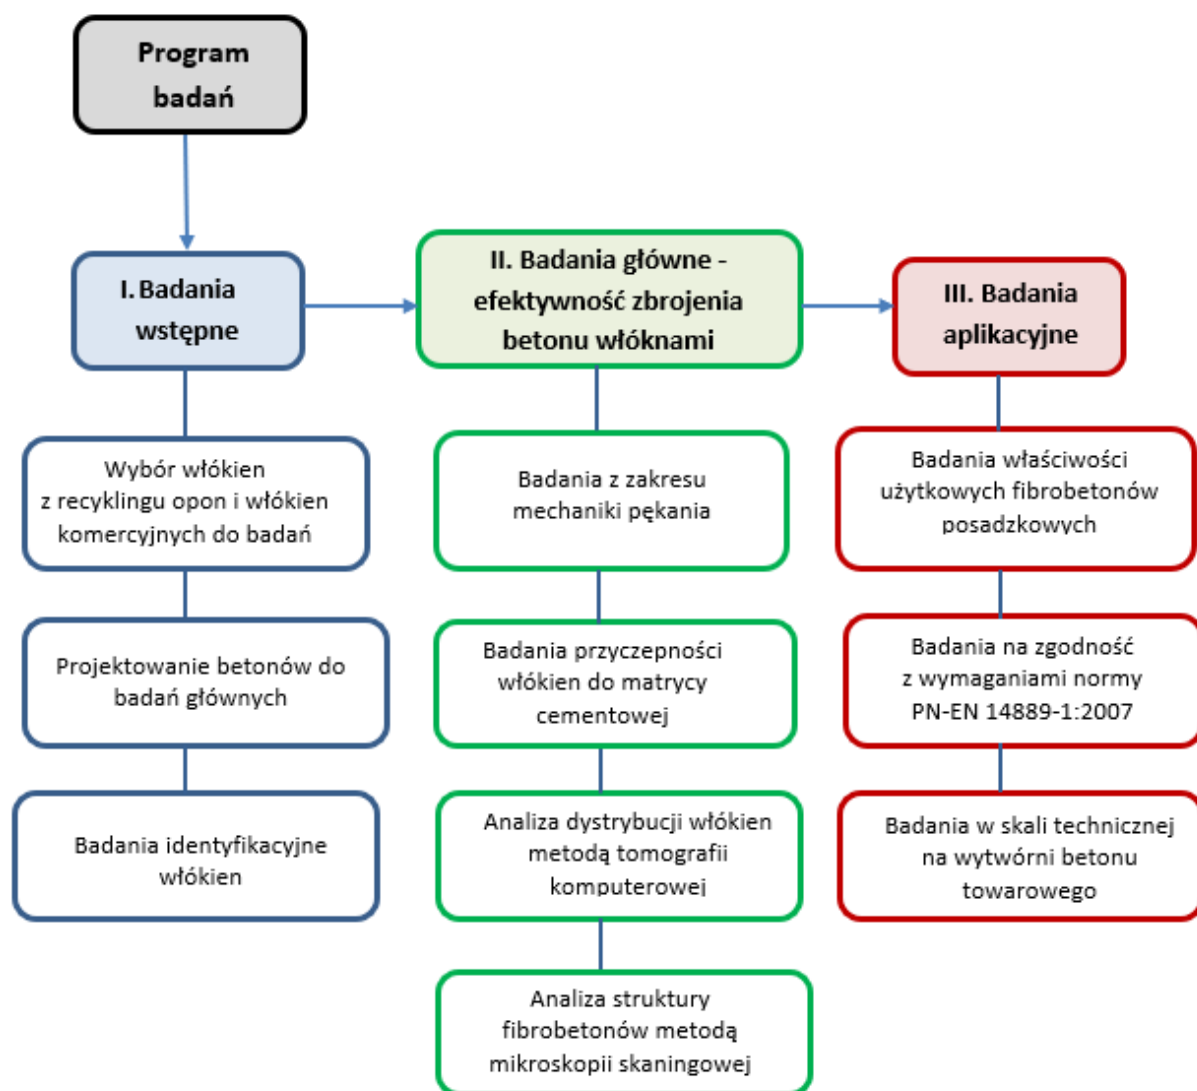 Program
badań
I. Badania
wstępne
II. Badania główne -
efektywność zbrojenia
betonu włóknami
III. Badania
aplikacyjne
Wybór włókien
z recyklingu opon i włókien
komercyjnych do badań
Projektowanie betonów do
badań głównych
Badania identyfikacyjne
włókien
Badania z zakresu
mechaniki pękania
Badania przyczepności
włókien do matrycy
cementowej
Analiza dystrybucji włókien
metodą tomografii
komputerowej
Analiza struktury
fibrobetonów metodą
mikroskopii skaningowej
Badania właściwości
użytkowych fibrobetonów
posadzkowych
Badania na zgodność
z wymaganiami normy
PN-EN 14889-1:2007
Badania w skali technicznej
na wytwórni betonu
towarowego